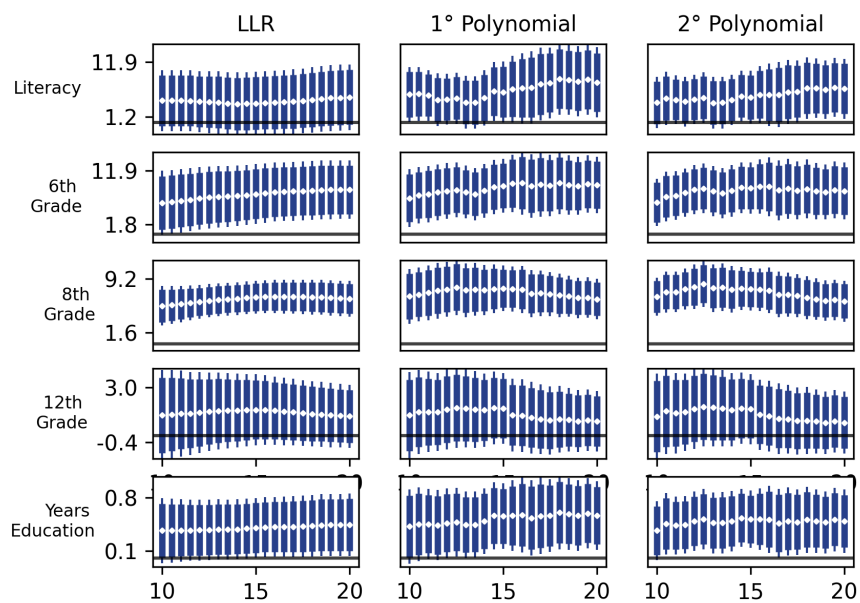 LLR 1° Polynomial 2° Polynomial
11.9
Literacy
1.2
11.9
6th
Grade
1.8
9.2
8th
Grade
1.6
3.0
12th
Grade
-0.4
0.8
Years
Education
0.1
10 15 20 10 15 20 10 15 20